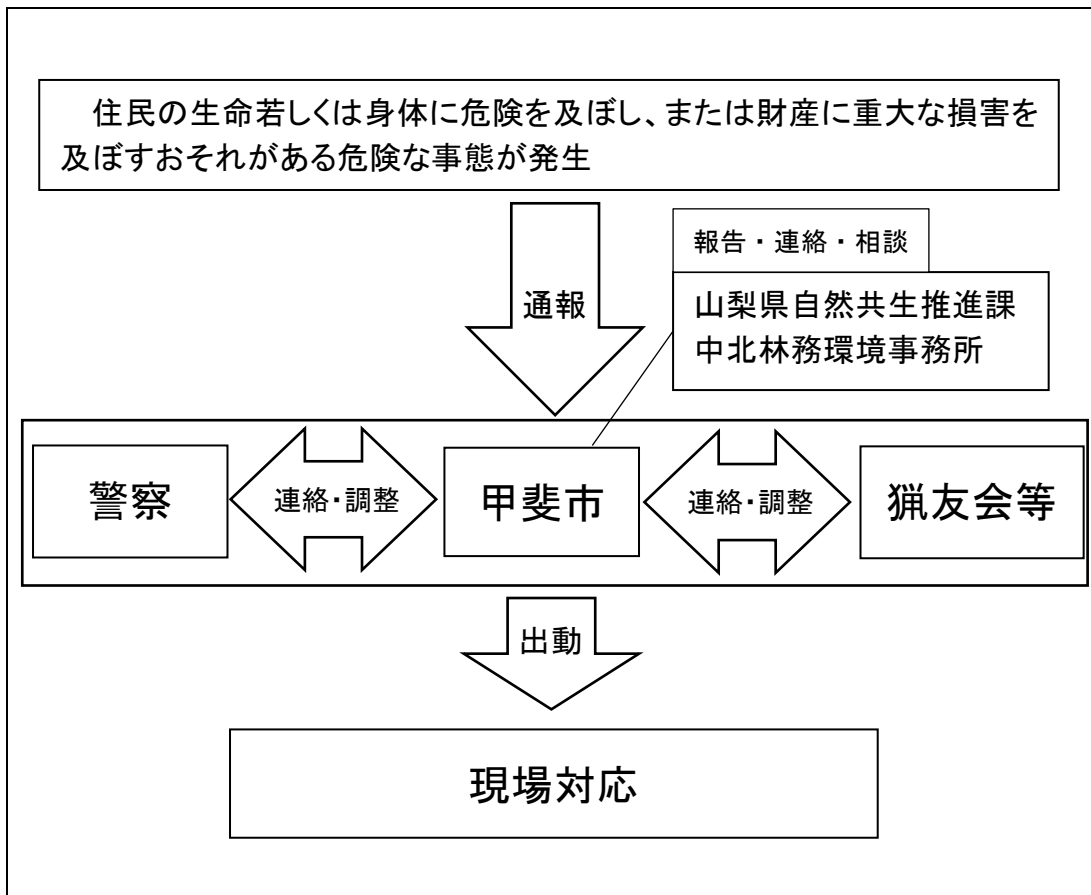 住民の生命若しくは身体に危険を及ぼし、または財産に重大な損害を
及ぼすおそれがある危険な事態が発生
通報
報告・連絡・相談
山梨県自然共生推進課
中北林務環境事務所
警察
連絡・調整
甲斐市
連絡・調整
猟友会等
出動
現場対応